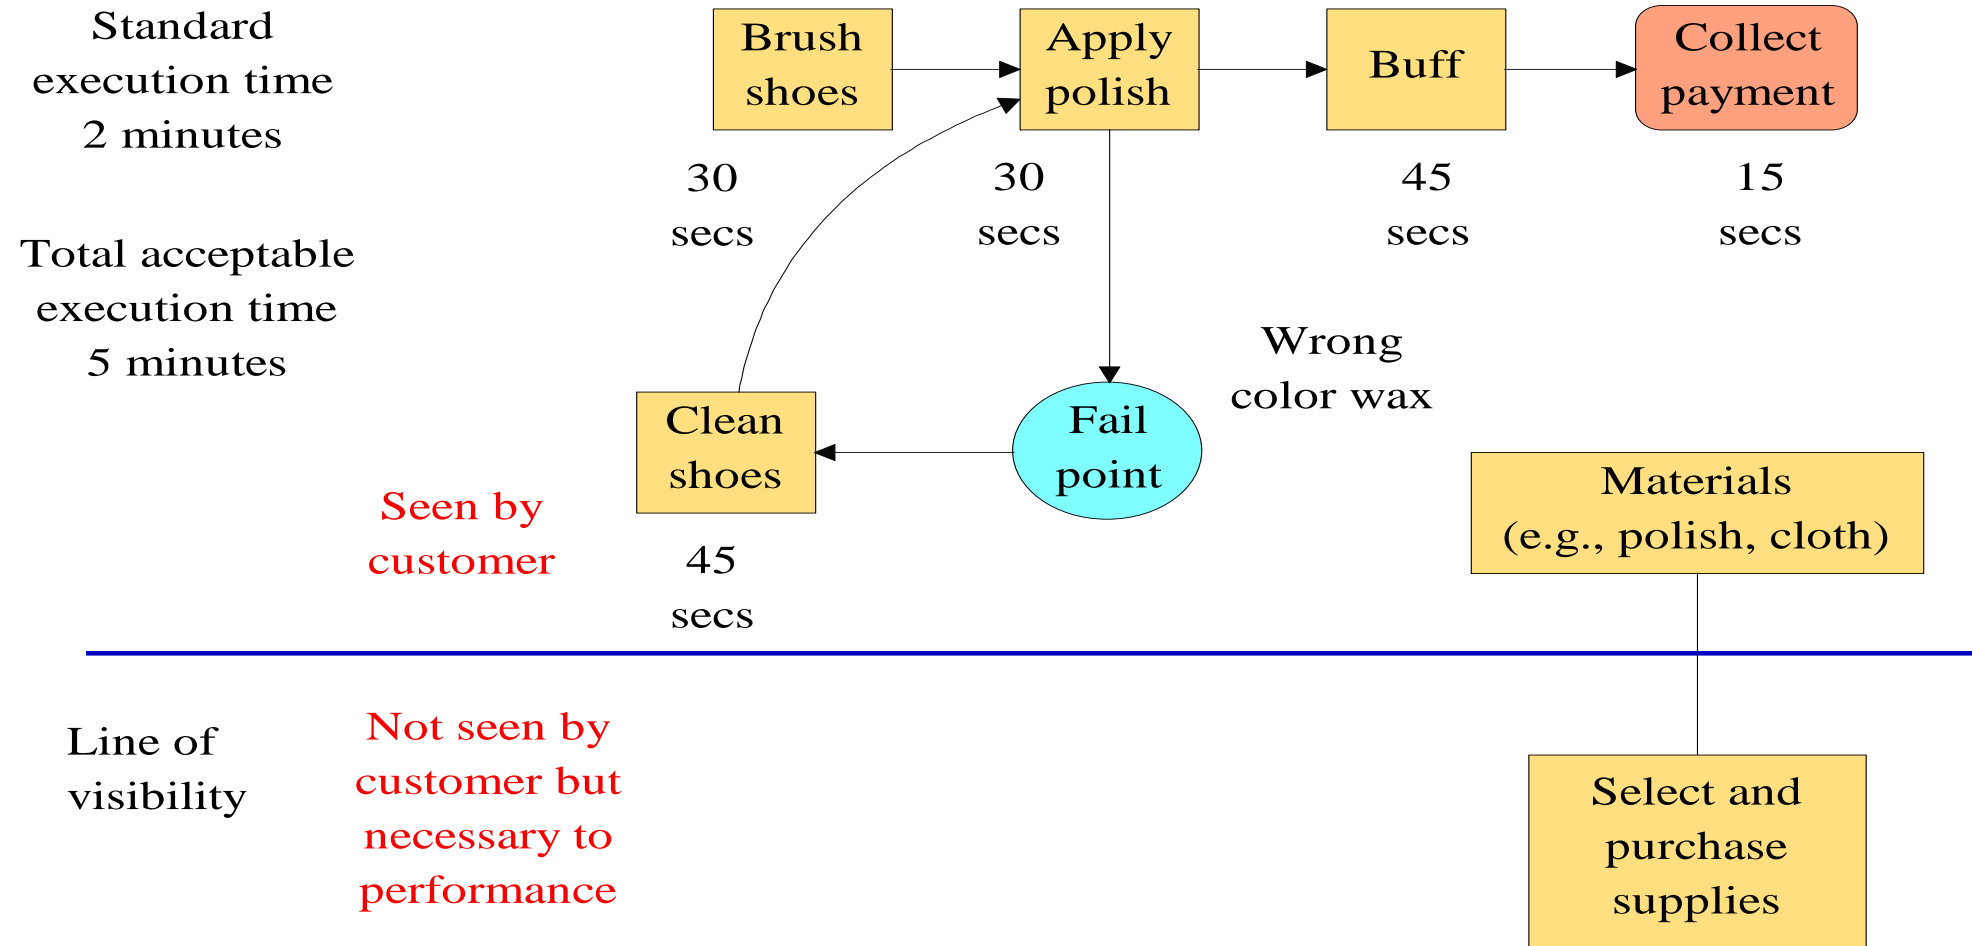 Standard
execution time
2 minutes
Brush
shoes
Apply
polish
Buff
Collect
payment
30
secs
30
secs
45
secs
15
secs
Total acceptable
execution time
5 minutes
Wrong
color wax
Clean
shoes
Fail
point
Seen by
customer
45
secs
Materials
(e.g., polish, cloth)
Line of
visibility
Not seen by
customer but
necessary to
performance
Select and
purchase
supplies